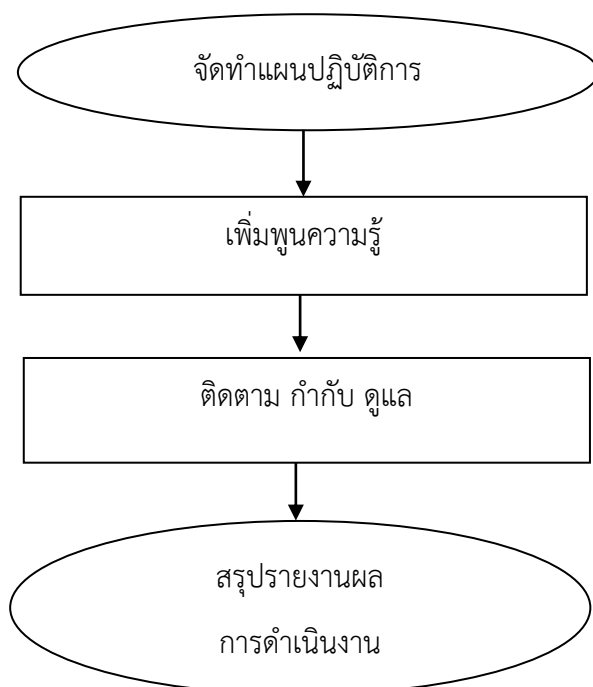 จัดทำแผนปฏิบัติการ
เพิ่มพูนความรู้
ติดตาม กำกับ ดูแล
สรุปรายงานผล
การดำเนินงาน